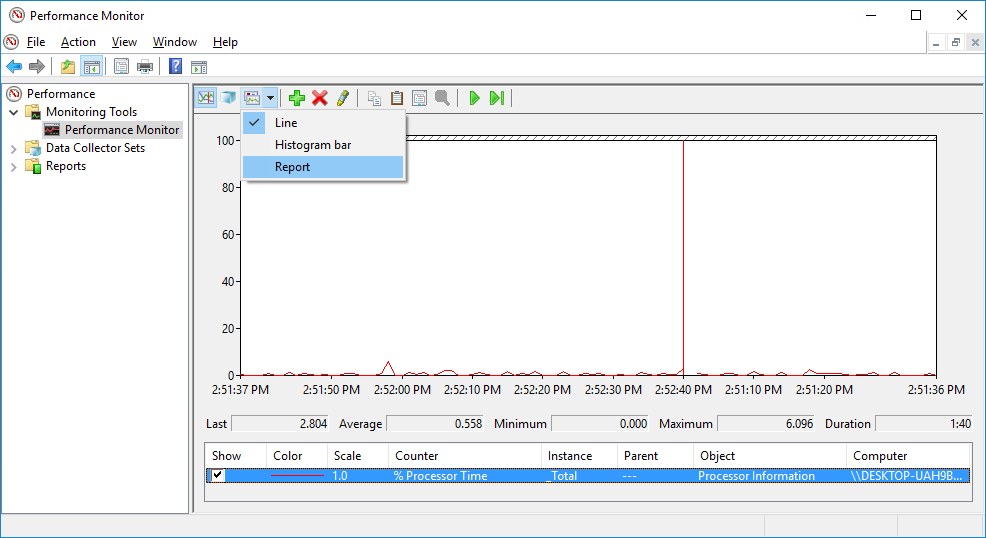 Performance Monitor
File Action View Window Help
Performance
Monitoring Tools
Performance Monitor
Data Collector Sets
Reports
Line
Histogram bar
Report
100
80
60
40
20
0
2:51:37 PM 2:51:50 PM 2:52:00 PM 2:52:10 PM 2:52:20 PM 2:52:30 PM 2:52:40 PM 2:51:10 PM 2:51:20 PM 2:51:36 PM
Last 2.804 Average 0.558 Minimum 0.000 Maximum 6.096 Duration 1:40
Show Color Scale Counter Instance Parent Object Computer
1.0 % Processor Time _Total --- Processor Information \\DESKTOP-UAH9B...